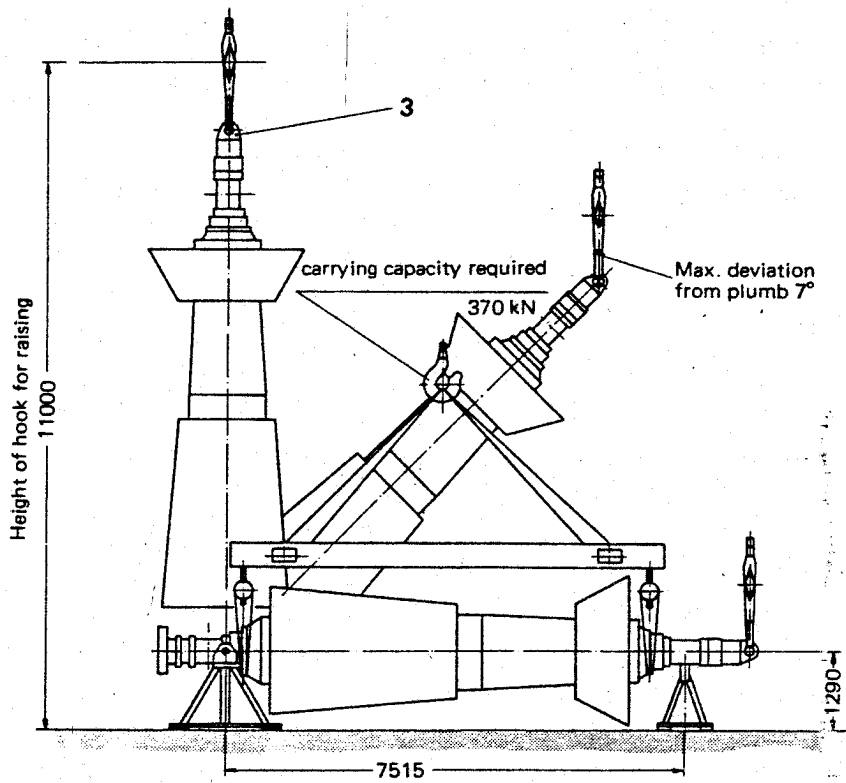 3
carrying capacity required
370 kN
Max. deviation
from plumb 7°
Height of hook for raising
11000
1290
7515